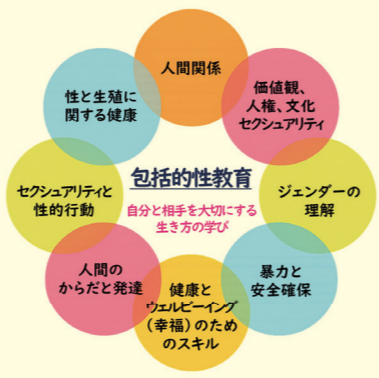 人間関係
価値観、
人権、文化
セクシュアリティ
ジェンダーの
理解
暴力と
安全確保
健康と
ウェルビーイング
（幸福）のため
のスキル
人間の
からだと発達
セクシュアリティと
性的行動
性と生殖に
関する健康
包括的性教育
自分と相手を大切にする
生き方の学び